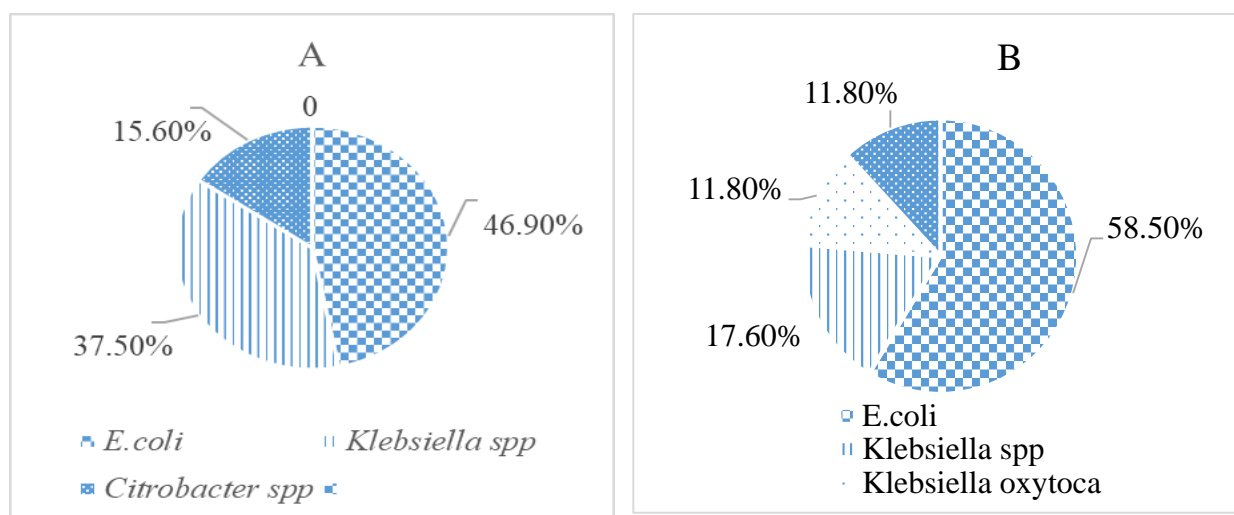 A
0
15.60%
46.90%
37.50%
E.coli
Klebsiella spp
Citrobacter spp
B
11.80%
11.80%
58.50%
17.60%
E.coli
Klebsiella spp
Klebsiella oxytoca